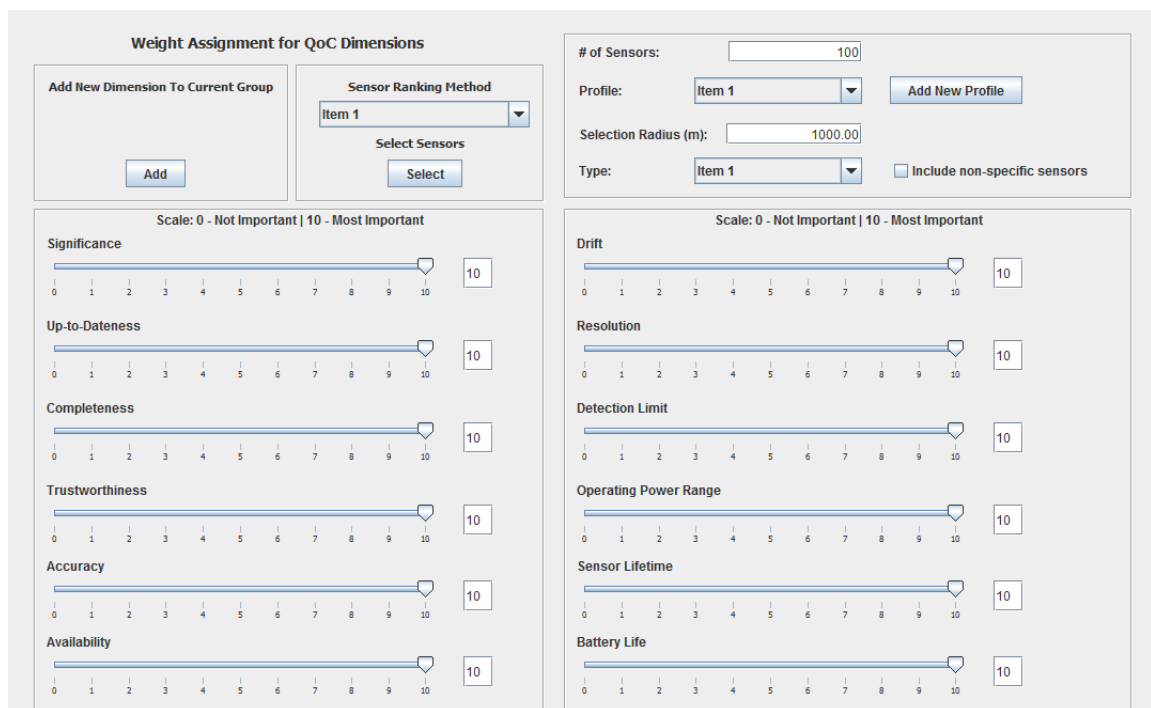 Weight Assignment for QoC Dimensions
Add New Dimension To Current Group
Add
Sensor Ranking Method
Item 1
Select Sensors
Select
# of Sensors: 100
Profile: Item 1 Add New Profile
Selection Radius (m): 1000.00
Type: Item 1 Include non-specific sensors
Scale: 0 - Not Important | 10 - Most Important
Significance
10
0 1 2 3 4 5 6 7 8 9 10
Up-to-Dateness
10
0 1 2 3 4 5 6 7 8 9 10
Completeness
10
0 1 2 3 4 5 6 7 8 9 10
Trustworthiness
10
0 1 2 3 4 5 6 7 8 9 10
Accuracy
10
0 1 2 3 4 5 6 7 8 9 10
Availability
10
0 1 2 3 4 5 6 7 8 9 10
Scale: 0 - Not Important | 10 - Most Important
Drift
10
0 1 2 3 4 5 6 7 8 9 10
Resolution
10
0 1 2 3 4 5 6 7 8 9 10
Detection Limit
10
0 1 2 3 4 5 6 7 8 9 10
Operating Power Range
10
0 1 2 3 4 5 6 7 8 9 10
Sensor Lifetime
10
0 1 2 3 4 5 6 7 8 9 10
Battery Life
10
0 1 2 3 4 5 6 7 8 9 10